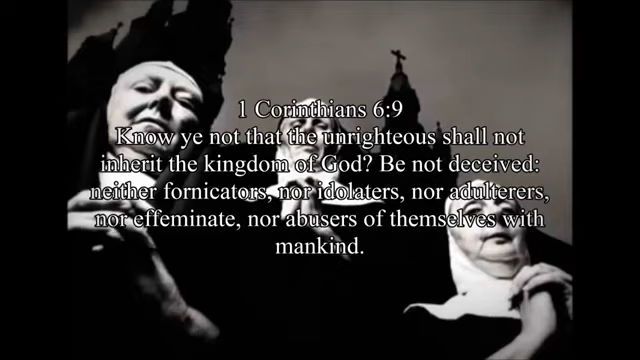 1 Corinthians 6:9
Know ye not that the unrighteous shall not
inherit the kingdom of God? Be not deceived:
neither fornicators, nor idolaters, nor adulterers,
nor effeminate, nor abusers of themselves with
mankind.